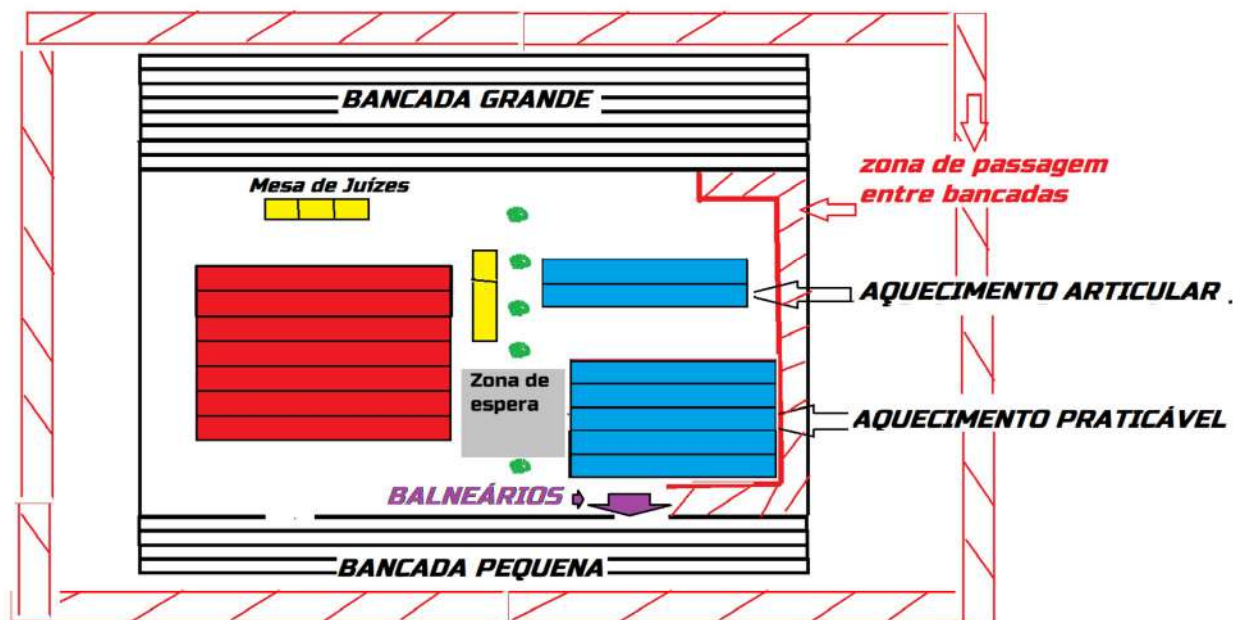 BANCADA GRANDE
Mesa de Juízes
zona de passagem
entre bancadas
AQUECIMENTO ARTICULAR .
Zona de
espera
AQUECIMENTO PRATICÁVEL
BALNEÁRIOS
BANCADA PEQUENA